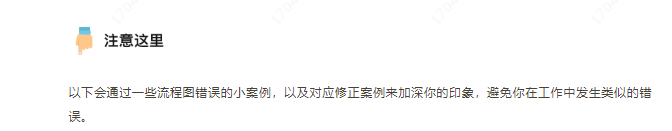 注意这里
以下会通过一些流程图错误的小案例，以及对应修正案例来加深你的印象，避免你在工作中发生类似的错
误。